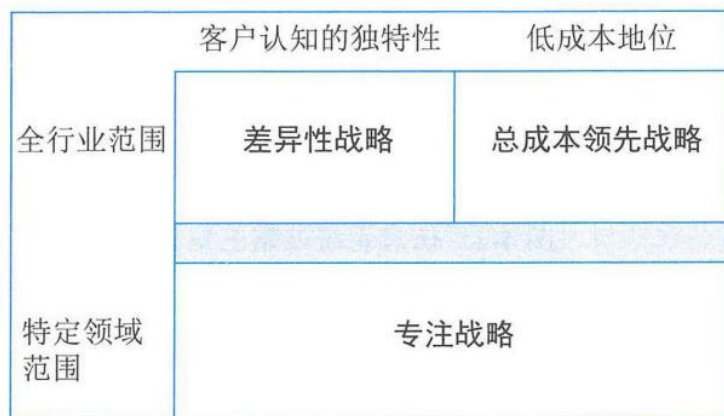 客户认知的独特性 低成本地位
全行业范围 差异性战略 总成本领先战略
特定领域
范围
专注战略